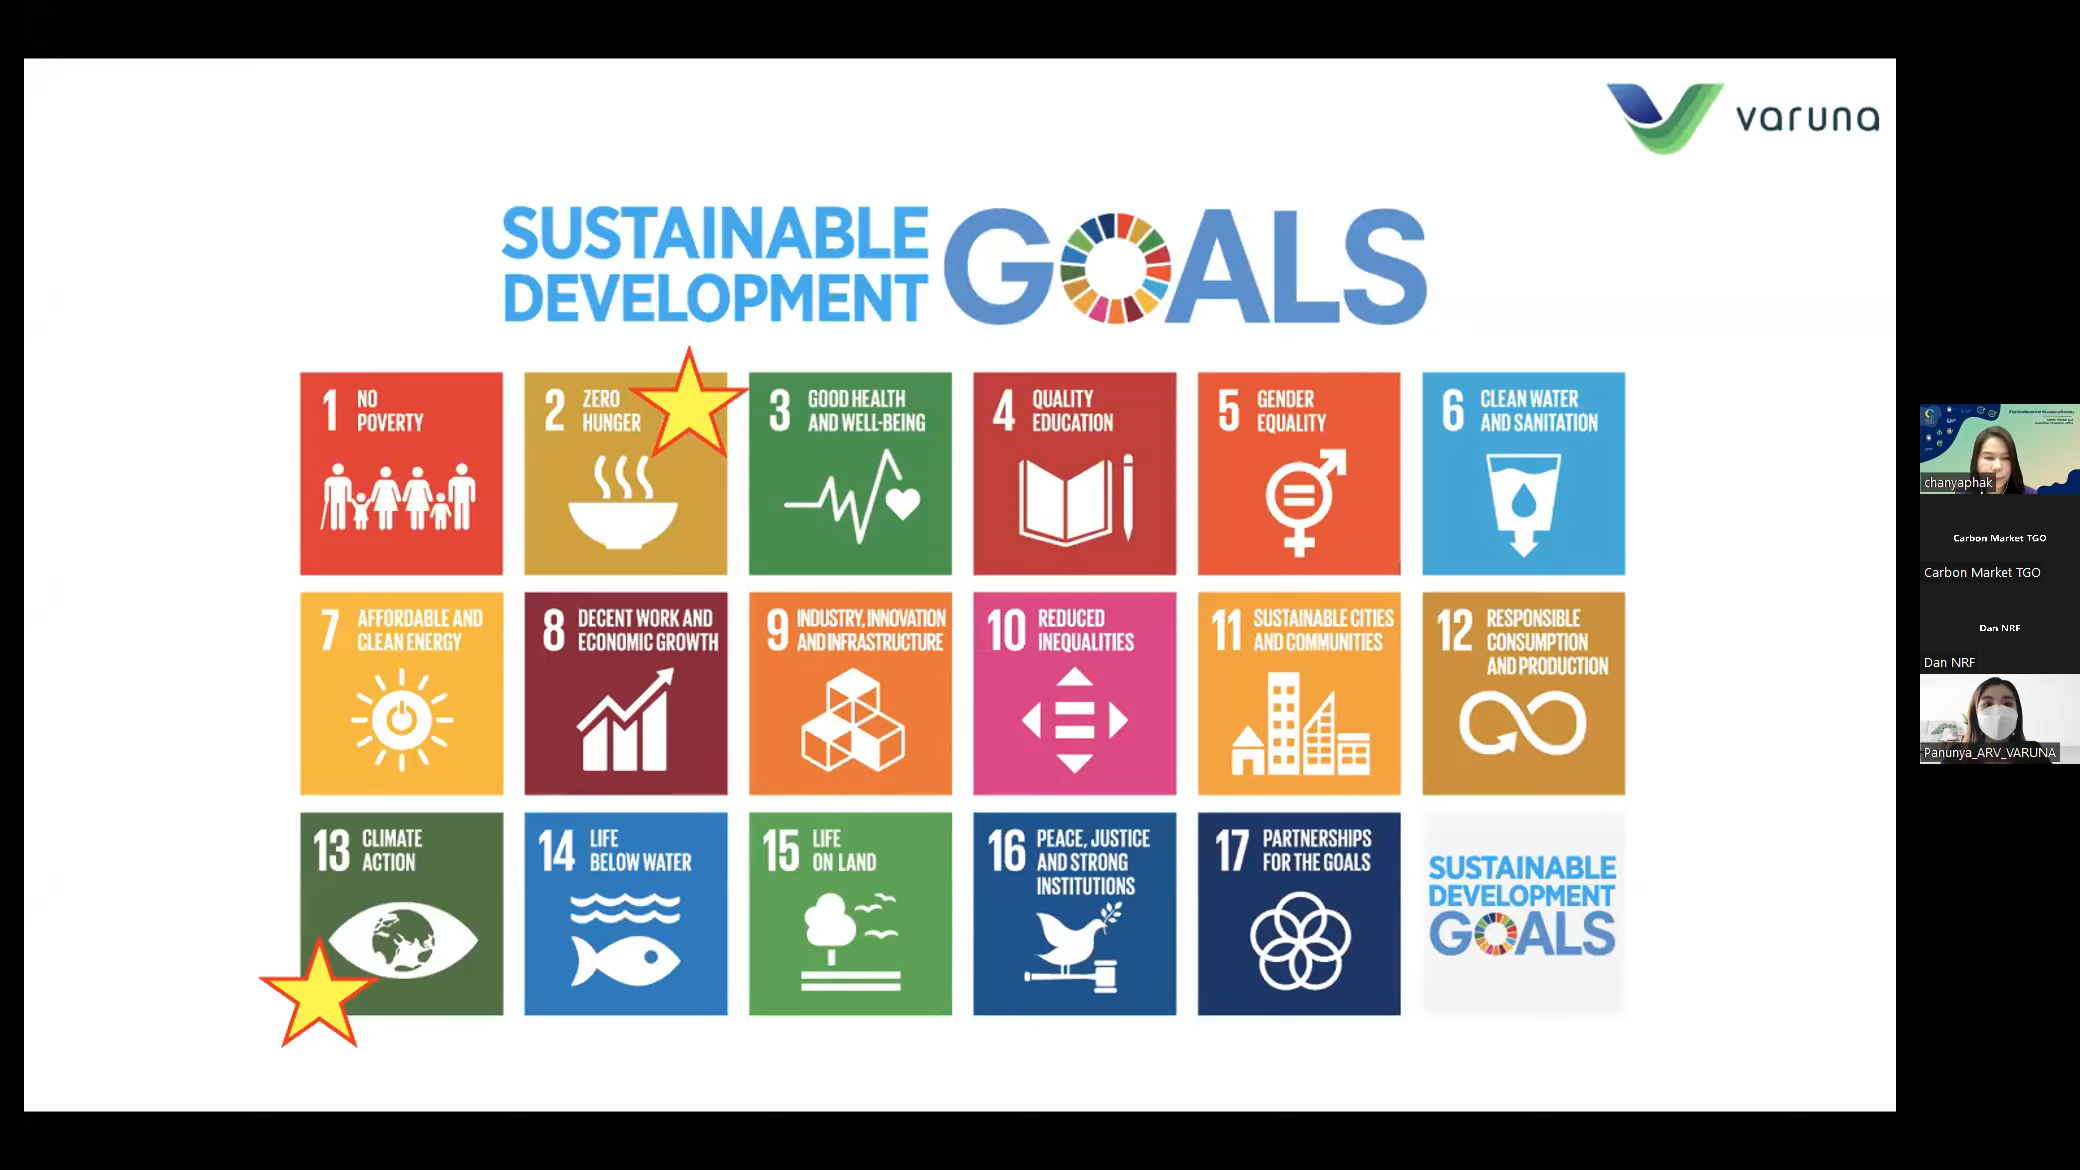 varuna
SUSTAINABLE
DEVELOPMENT
GOALS
1 NO
POVERTY
2 ZERO
HUNGER
3 GOOD HEALTH
AND WELL-BEING
4 QUALITY
EDUCATION
5 GENDER
EQUALITY
6 CLEAN WATER
AND SANITATION
7 AFFORDABLE AND
CLEAN ENERGY
8 DECENT WORK AND
ECONOMIC GROWTH
9 INDUSTRY, INNOVATION
AND INFRASTRUCTURE
10 REDUCED
INEQUALITIES
11 SUSTAINABLE CITIES
AND COMMUNITIES
12 RESPONSIBLE
CONSUMPTION
AND PRODUCTION
13 CLIMATE
ACTION
14 LIFE
BELOW WATER
15 LIFE
ON LAND
16 PEACE, JUSTICE
AND STRONG
INSTITUTIONS
17 PARTNERSHIPS
FOR THE GOALS
SUSTAINABLE
DEVELOPMENT
GOALS
chanyaphak
Carbon Market TGO
Carbon Market TGO
Dan NRF
Dan NRF
Panunya_ARV_VARUNA